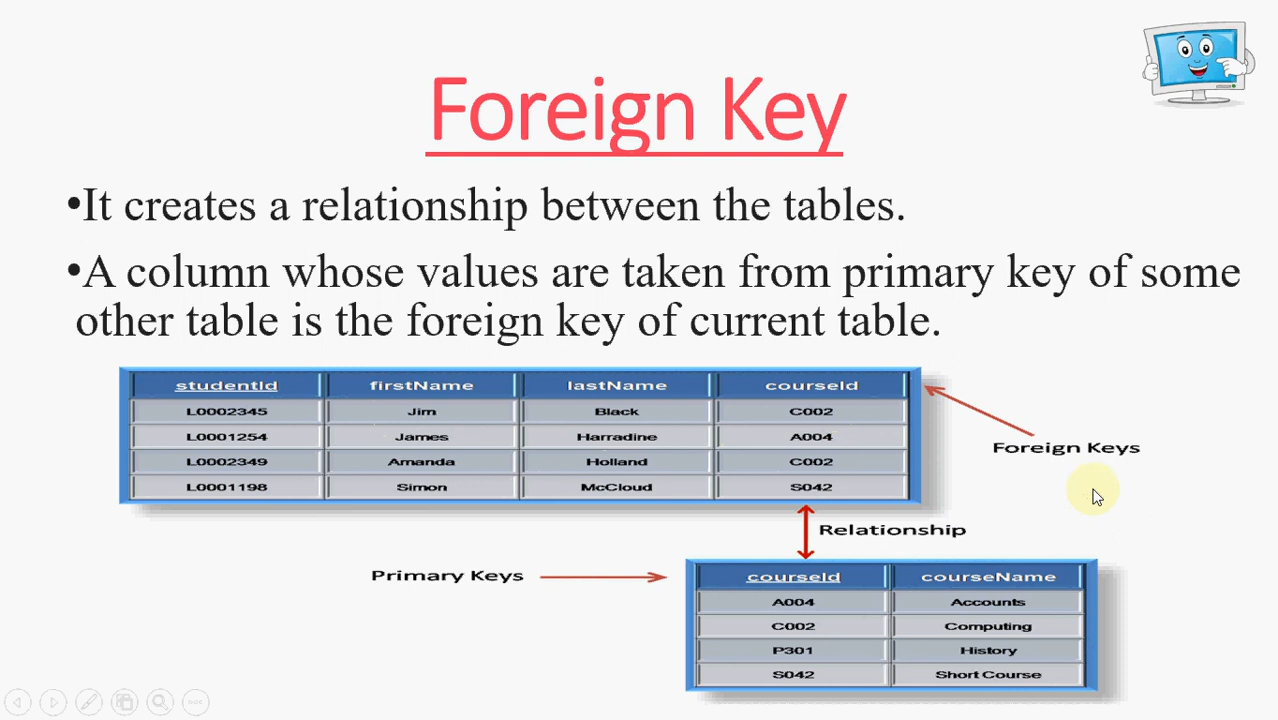 Foreign Key
•It creates a relationship between the tables.
•A column whose values are taken from primary key of some
other table is the foreign key of current table.
studentId firstName lastName courseId
L0002345 Jim Black C002
L0001254 James Harradine A004
L0002349 Amanda Holland C002
L0001198 Simon McCloud S042
Foreign Keys
Relationship
Primary Keys
courseId courseName
A004 Accounts
C002 Computing
P301 History
S042 Short Course